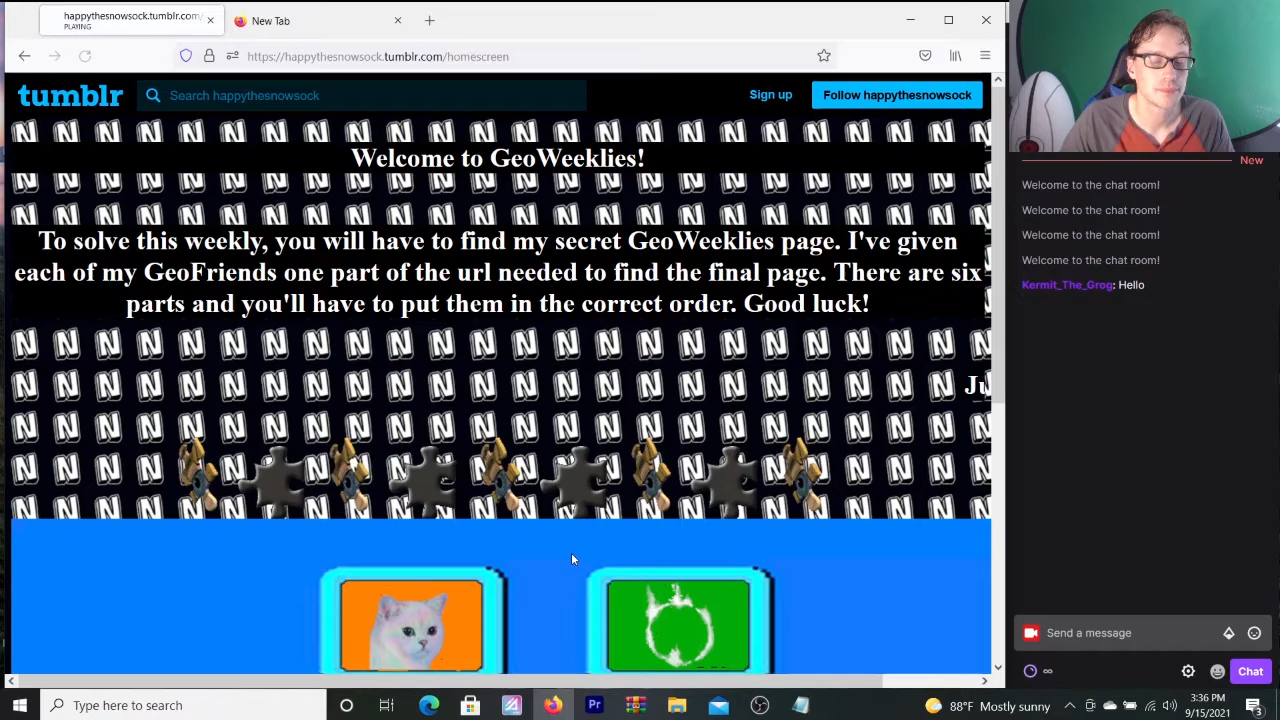 happythesnowsock.tumblr.com/
PLAYING
New Tab
https://happythesnowsock.tumblr.com/homescreen
tumblr
Search happythesnowsock
Sign up
Follow happythesnowsock
Welcome to GeoWeeklies!
To solve this weekly, you will have to find my secret GeoWeeklies page. I've given
each of my GeoFriends one part of the url needed to find the final page. There are six
parts and you'll have to put them in the correct order. Good luck!
Ju
New
Welcome to the chat room!
Welcome to the chat room!
Welcome to the chat room!
Welcome to the chat room!
Kermit_The_Grog: Hello
Send a message
∞
Chat
Type here to search
Pr
88°F Mostly sunny
3:36 PM
9/15/2021
3